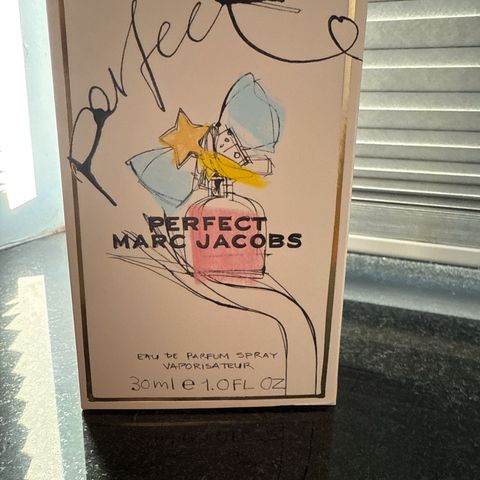 perfect
PERFECT
MARC JACOBS
EAU DE PARFUM SPRAY
VAPORISATEUR
30ml e 1.0FL OZ